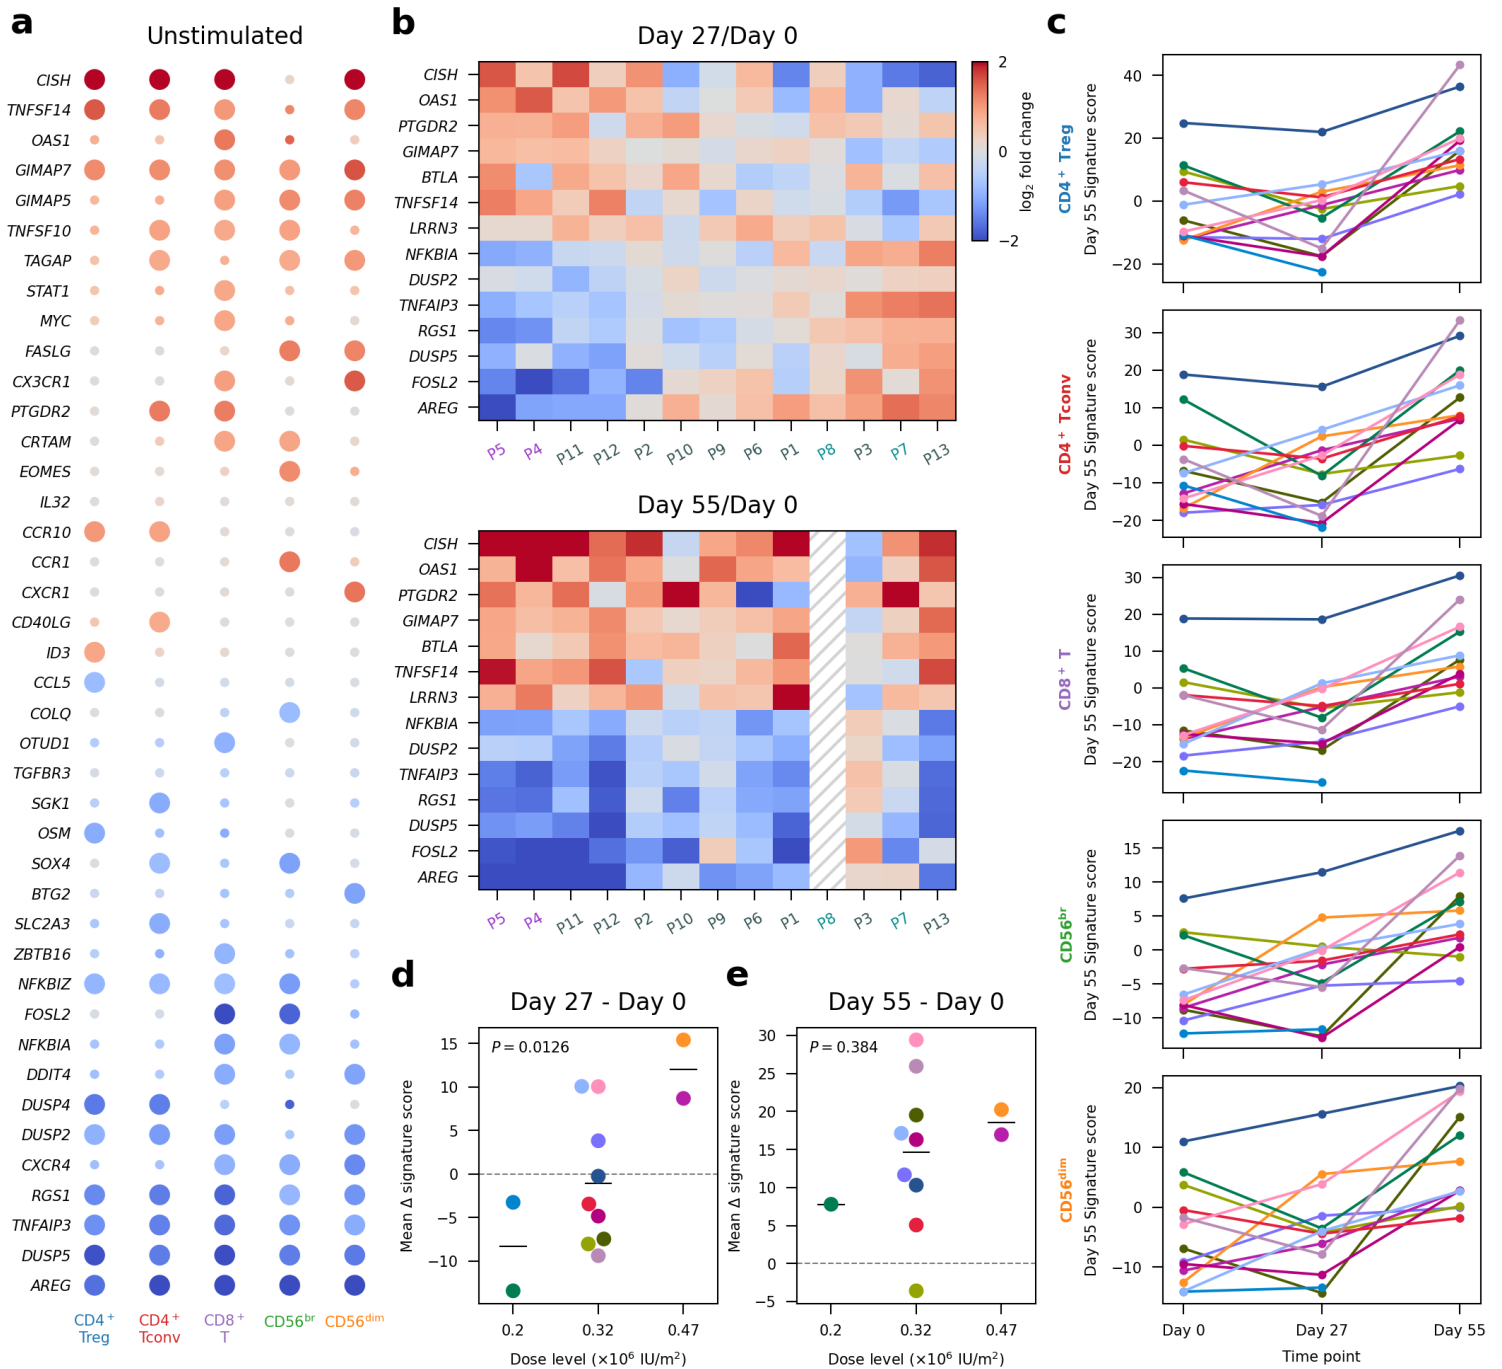 a
Unstimulated
CISH
TNFSF14
OAS1
GIMAP7
GIMAP5
TNFSF10
TAGAP
STAT1
MYC
FASLG
CX3CR1
PTGDR2
CRTAM
EOMES
IL32
CCR10
CCR1
CXCR1
CD40LG
ID3
CCL5
COLQ
OTUD1
TGFBR3
SGK1
OSM
SOX4
BTG2
SLC2A3
ZBTB16
NFKBIZ
FOSL2
NFKBIA
DDIT4
DUSP4
DUSP2
CXCR4
RGS1
TNFAIP3
DUSP5
AREG
CD4⁺ Treg
CD4⁺ Tconv
CD8⁺ T
CD56ᵇʳ
CD56ᵈⁱᵐ
b
Day 27/Day 0
CISH
OAS1
PTGDR2
GIMAP7
BTLA
TNFSF14
LRRN3
NFKBIA
DUSP2
TNFAIP3
RGS1
DUSP5
FOSL2
AREG
P5 P4 P11 P12 P2 P10 P9 P6 P1 P8 P3 P7 P13
2
0
−2
log₂ fold change
Day 55/Day 0
CISH
OAS1
PTGDR2
GIMAP7
BTLA
TNFSF14
LRRN3
NFKBIA
DUSP2
TNFAIP3
RGS1
DUSP5
FOSL2
AREG
P5 P4 P11 P12 P2 P10 P9 P6 P1 P8 P3 P7 P13
c
CD4⁺ Treg
Day 55 Signature score
40
20
0
−20
CD4⁺ Tconv
Day 55 Signature score
30
20
10
0
−10
−20
CD8⁺ T
Day 55 Signature score
30
20
10
0
−10
−20
CD56ᵇʳ
Day 55 Signature score
15
10
5
0
−5
−10
CD56ᵈⁱᵐ
Day 55 Signature score
20
10
0
−10
Day 0 Day 27 Day 55
Time point
d
Day 27 - Day 0
P = 0.0126
Mean Δ signature score
15
10
5
0
−5
−10
0.2 0.32 0.47
Dose level (×10⁶ IU/m²)
e
Day 55 - Day 0
P = 0.384
Mean Δ signature score
30
25
20
15
10
5
0
−5
0.2 0.32 0.47
Dose level (×10⁶ IU/m²)